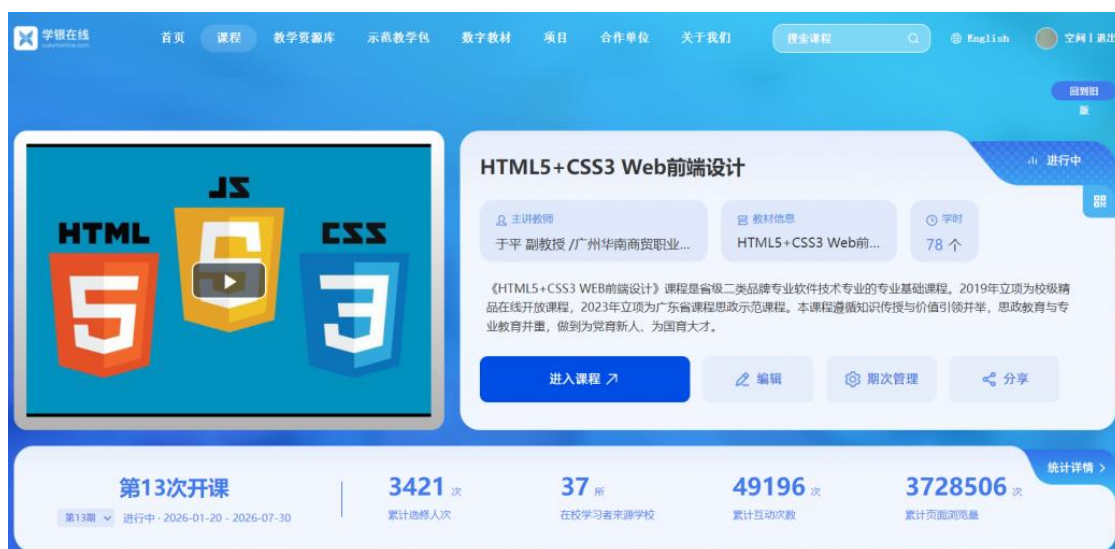 学银在线
xueyinonline.com
首页 课程 教学资源库 示范教学包 数字教材 项目 合作单位 关于我们 搜索课程 English 空间 | 退出
回到旧
版
HTML JS CSS
5 5 3
HTML5+CSS3 Web前端设计
进行中
主讲教师 教材信息 学时
于平 副教授 /广州华南商贸职业... HTML5+CSS3 Web前... 78 个
《HTML5+CSS3 WEB前端设计》课程是省级二类品牌专业软件技术专业的专业基础课程。2019年立项为校级精
品在线开放课程，2023年立项为广东省课程思政示范课程。本课程遵循知识传授与价值引领并举，思政教育与专
业教育并重，做到为党育新人、为国育大才。
进入课程 编辑 期次管理 分享
统计详情
第13次开课 3421 次 37 所 49196 次 3728506 次
第13期 进行中 · 2026-01-20 - 2026-07-30 累计选修人次 在校学习者来源学校 累计互动次数 累计页面浏览量